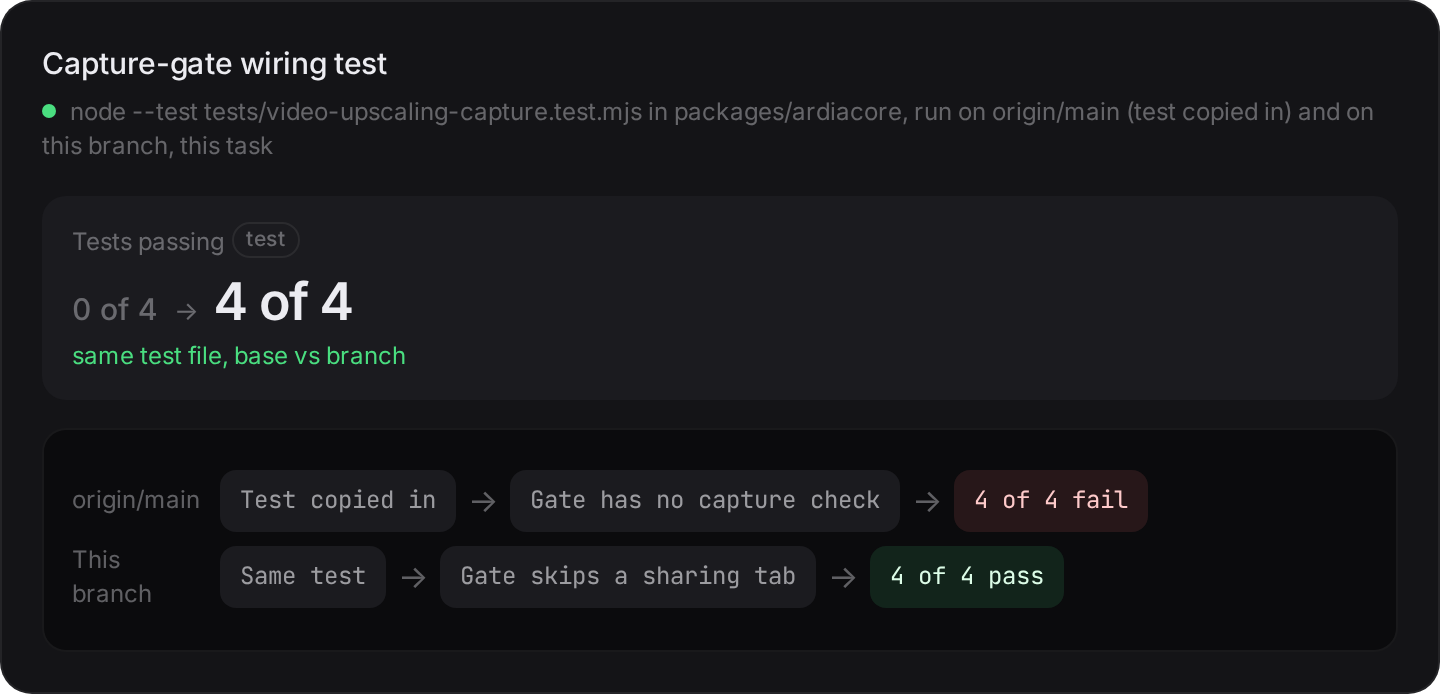 Capture-gate wiring test
node --test tests/video-upscaling-capture.test.mjs in packages/ardiacore, run on origin/main (test copied in) and on
this branch, this task
Tests passing test
0 of 4 → 4 of 4
same test file, base vs branch
origin/main Test copied in → Gate has no capture check → 4 of 4 fail
This
branch
Same test → Gate skips a sharing tab → 4 of 4 pass